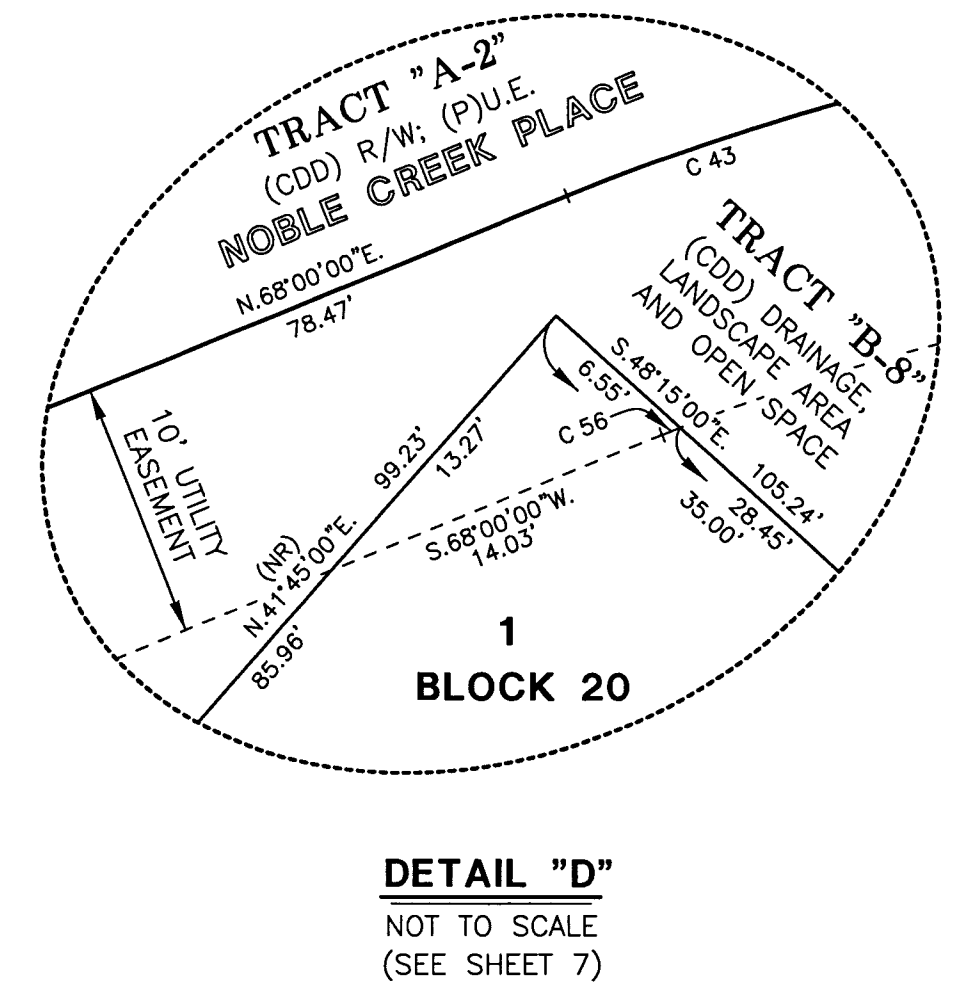 TRACT "A-2"
(CDD) R/W; (P)U.E.
NOBLE CREEK PLACE
N.68°00'00"E.
78.47'
C 43
TRACT "B-8"
(CDD) DRAINAGE,
LANDSCAPE AREA
AND OPEN SPACE
S.48°15'00"E.
6.55'
C 56
105.24'
28.45'
35.00'
10' UTILITY
EASEMENT
99.23'
13.27'
(NR)
N.41°45'00"E.
85.96'
S.68°00'00"W.
14.03'
1
BLOCK 20
DETAIL "D"
NOT TO SCALE
(SEE SHEET 7)